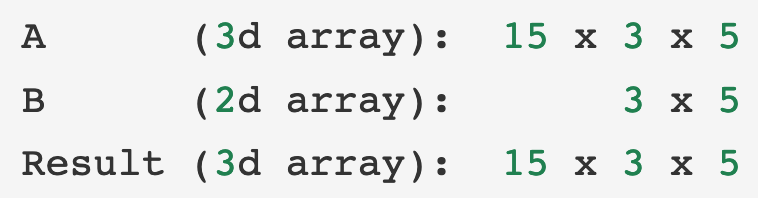 A      (3d array):  15 x 3 x 5
B      (2d array):       3 x 5
Result (3d array):  15 x 3 x 5